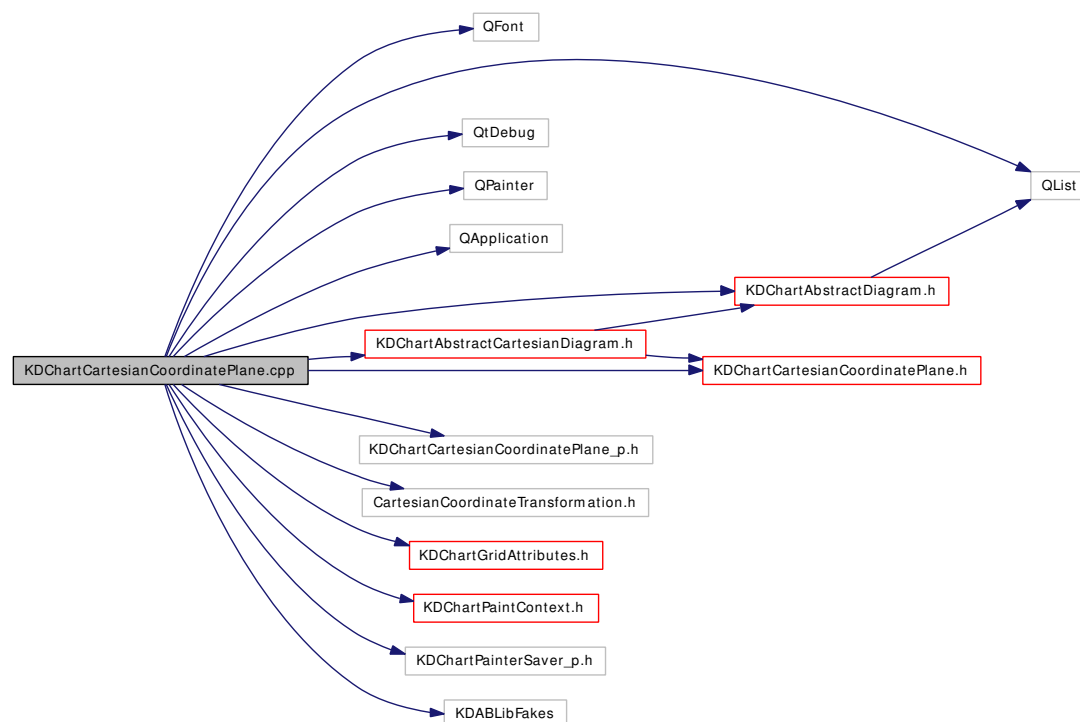 QFont
QtDebug
QPainter
QList
QApplication
KDChartAbstractDiagram.h
KDChartAbstractCartesianDiagram.h
KDChartCartesianCoordinatePlane.cpp
KDChartCartesianCoordinatePlane.h
KDChartCartesianCoordinatePlane_p.h
CartesianCoordinateTransformation.h
KDChartGridAttributes.h
KDChartPaintContext.h
KDChartPainterSaver_p.h
KDABLibFakes